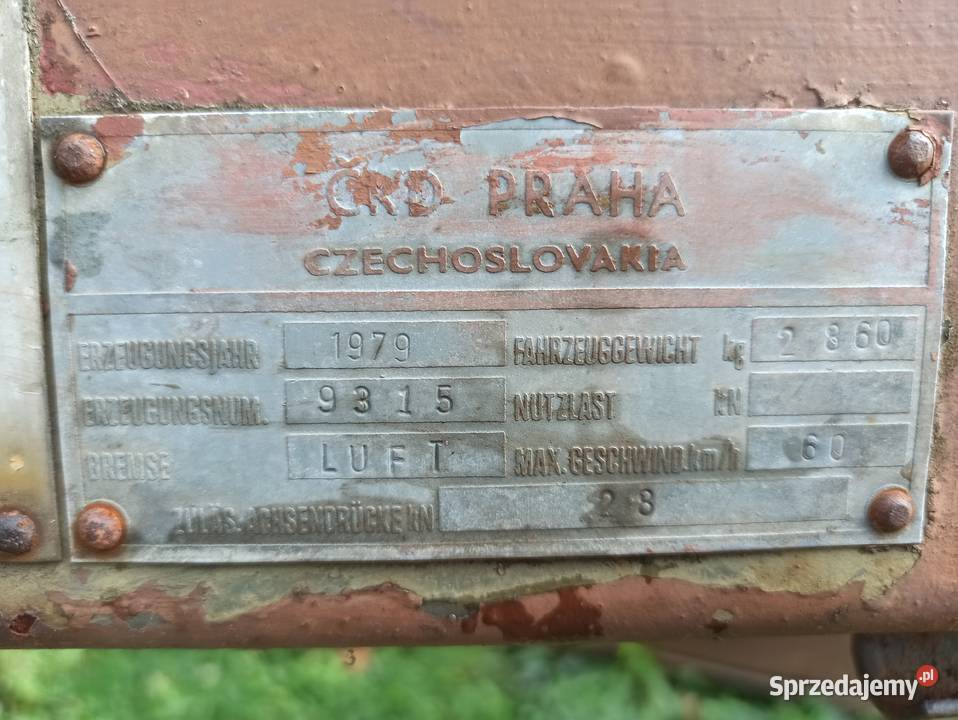 ČKD PRAHA
CZECHOSLOVAKIA
ERZEUGUNGSJAHR 1979 FAHRZEUGGEWICHT kg 2 860
ERZEUGUNGSNUM. 9315 NUTZLAST kN
BREMSE LUFT MAX. GESCHWIND km/h 60
ZULÄS. ACHSENDRÜCKE kN 28
Sprzedajemy.pl